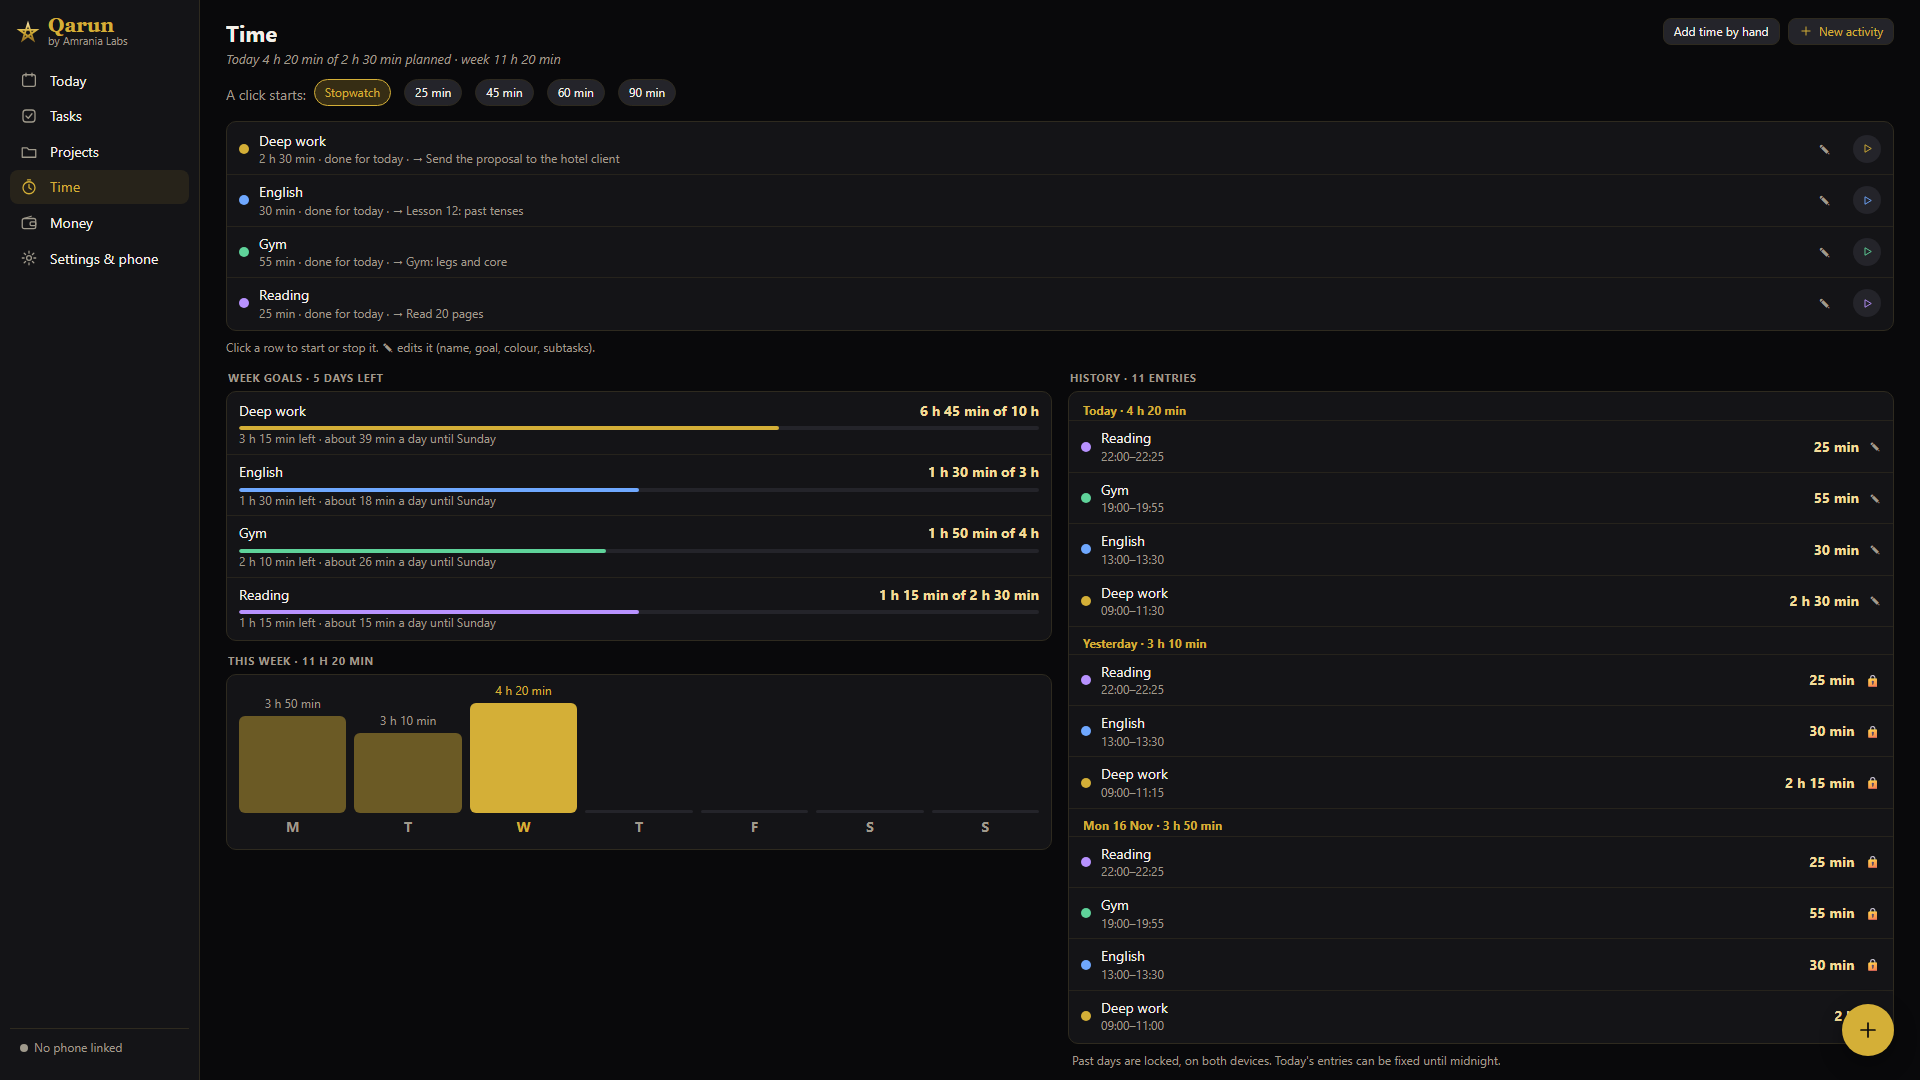 Qarun
by Amrania Labs
Today
Tasks
Projects
Time
Money
Settings & phone
No phone linked
Time
Today 4 h 20 min of 2 h 30 min planned · week 11 h 20 min
Add time by hand
+ New activity
A click starts: Stopwatch 25 min 45 min 60 min 90 min
Deep work
2 h 30 min · done for today · → Send the proposal to the hotel client
English
30 min · done for today · → Lesson 12: past tenses
Gym
55 min · done for today · → Gym: legs and core
Reading
25 min · done for today · → Read 20 pages
Click a row to start or stop it. ✎ edits it (name, goal, colour, subtasks).
WEEK GOALS · 5 DAYS LEFT
Deep work 6 h 45 min of 10 h
3 h 15 min left · about 39 min a day until Sunday
English 1 h 30 min of 3 h
1 h 30 min left · about 18 min a day until Sunday
Gym 1 h 50 min of 4 h
2 h 10 min left · about 26 min a day until Sunday
Reading 1 h 15 min of 2 h 30 min
1 h 15 min left · about 15 min a day until Sunday
THIS WEEK · 11 H 20 MIN
3 h 50 min
3 h 10 min
4 h 20 min
M T W T F S S
HISTORY · 11 ENTRIES
Today · 4 h 20 min
Reading
22:00–22:25
25 min
Gym
19:00–19:55
55 min
English
13:00–13:30
30 min
Deep work
09:00–11:30
2 h 30 min
Yesterday · 3 h 10 min
Reading
22:00–22:25
25 min
English
13:00–13:30
30 min
Deep work
09:00–11:15
2 h 15 min
Mon 16 Nov · 3 h 50 min
Reading
22:00–22:25
25 min
Gym
19:00–19:55
55 min
English
13:00–13:30
30 min
Deep work
09:00–11:00
2
Past days are locked, on both devices. Today's entries can be fixed until midnight.